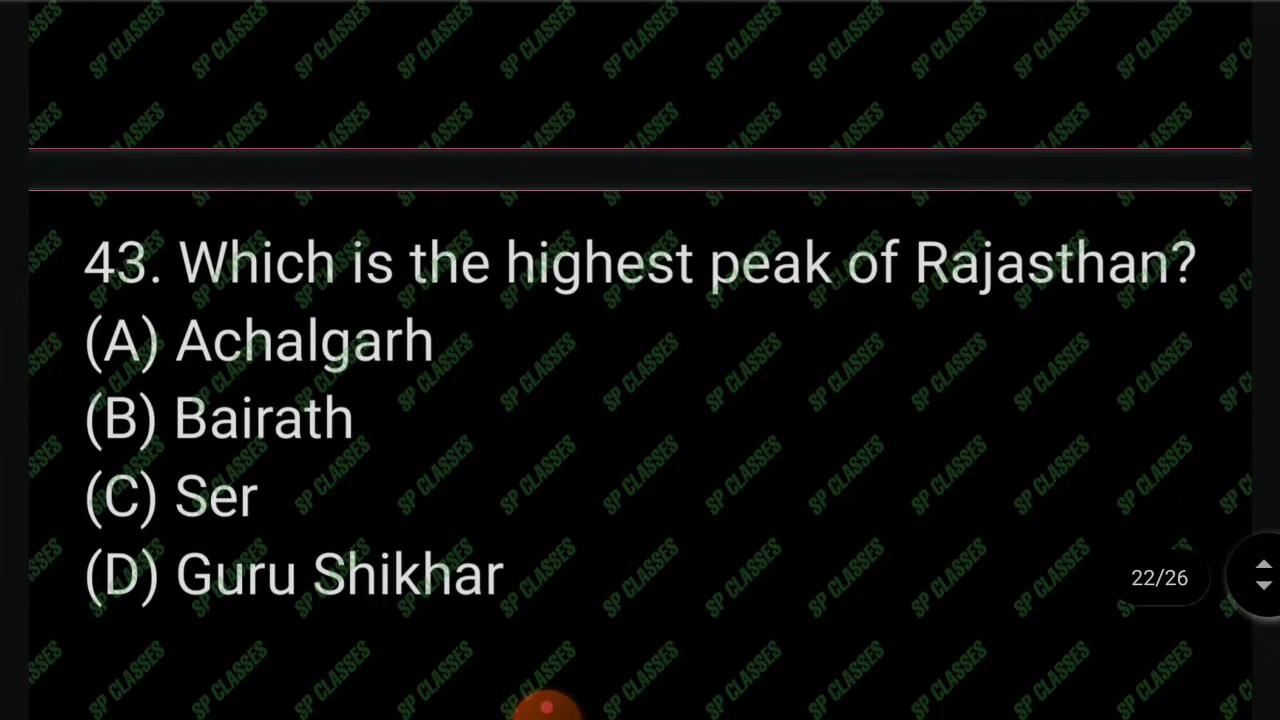 43. Which is the highest peak of Rajasthan?
(A) Achalgarh
(B) Bairath
(C) Ser
(D) Guru Shikhar
22/26
SP CLASSES